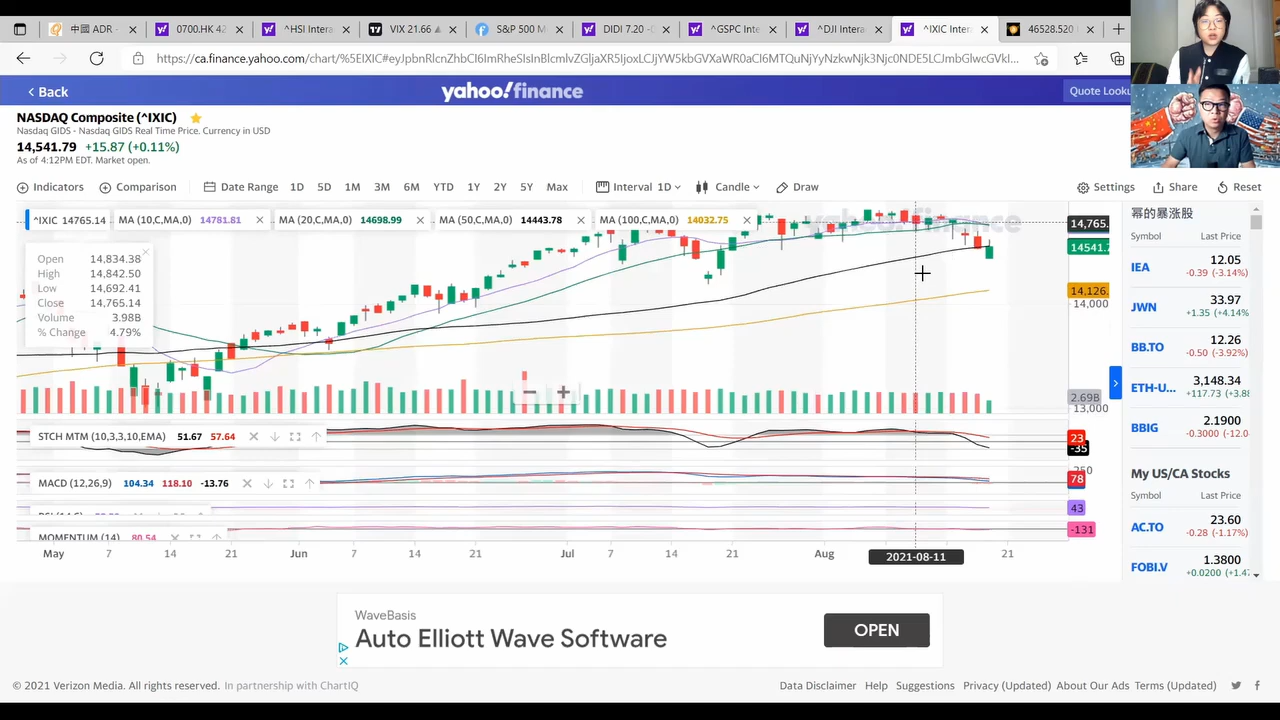 中國 ADR -
0700.HK 42
^HSI Intera
VIX 21.66
S&P 500 M
DIDI 7.20 -0
^GSPC Inte
^DJI Intera
^IXIC Inter
46528.520
Back
yahoo!finance
Quote Looku
NASDAQ Composite (^IXIC)
Nasdaq GIDS - Nasdaq GIDS Real Time Price. Currency in USD
14,541.79 +15.87 (+0.11%)
As of 4:12PM EDT. Market open.
Indicators
Comparison
Date Range 1D 5D 1M 3M 6M YTD 1Y 2Y 5Y Max
Interval 1D
Candle
Draw
Settings
Share
Reset
^IXIC 14765.14
MA (10,C,MA,0) 14781.81
MA (20,C,MA,0) 14698.99
MA (50,C,MA,0) 14443.78
MA (100,C,MA,0) 14032.75
yahoo/finance
Open 14,834.38
High 14,842.50
Low 14,692.41
Close 14,765.14
Volume 3.98B
% Change 4.79%
14,765.
14541.
14,126.
14,000
2.69B
13,000
STCH MTM (10,3,3,10,EMA) 51.67 57.64
23
-35
MACD (12,26,9) 104.34 118.10 -13.76
78
43
MOMENTUM (14) 80.54
-131
May 7 14 21 Jun 7 14 21 Jul 7 14 21 Aug 2021-08-11 21
幂的暴涨股
Symbol Last Price
IEA 12.05
-0.39 (-3.14%)
JWN 33.97
+1.35 (+4.14%
BB.TO 12.26
-0.50 (-3.92%)
ETH-U... 3,148.34
+117.73 (+3.88
BBIG 2.1900
-0.3000 (-12.0
My US/CA Stocks
Symbol Last Price
AC.TO 23.60
-0.28 (-1.17%)
FOBI.V 1.3800
+0.0200 (+1.47
WaveBasis
Auto Elliott Wave Software
OPEN
© 2021 Verizon Media. All rights reserved. In partnership with ChartIQ
Data Disclaimer Help Suggestions Privacy (Updated) About Our Ads Terms (Updated)